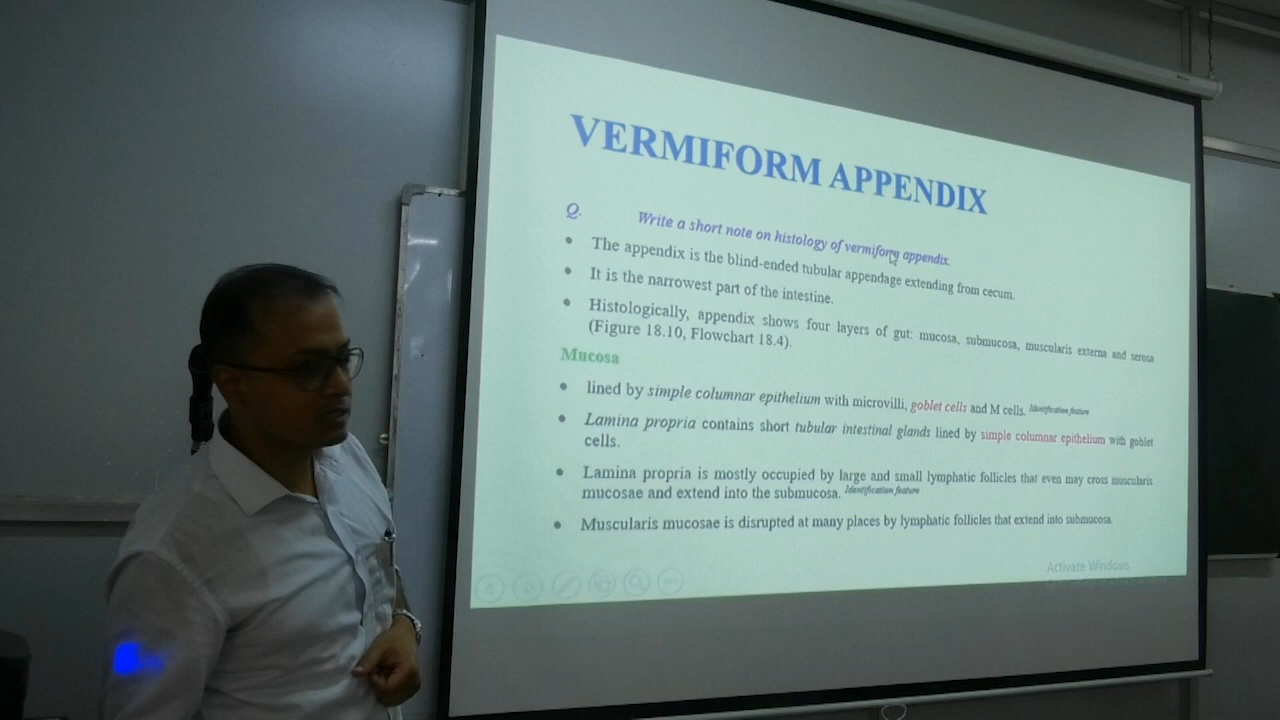 VERMIFORM APPENDIX
Q. Write a short note on histology of vermiform appendix.
• The appendix is the blind-ended tubular appendage extending from cecum.
• It is the narrowest part of the intestine.
• Histologically, appendix shows four layers of gut: mucosa, submucosa, muscularis externa and serosa
(Figure 18.10, Flowchart 18.4).
Mucosa
• lined by simple columnar epithelium with microvilli, goblet cells and M cells. Identification feature
• Lamina propria contains short tubular intestinal glands lined by simple columnar epithelium with goblet
cells.
• Lamina propria is mostly occupied by large and small lymphatic follicles that even may cross muscularis
mucosae and extend into the submucosa. Identification feature
• Muscularis mucosae is disrupted at many places by lymphatic follicles that extend into submucosa.
Activate Windows